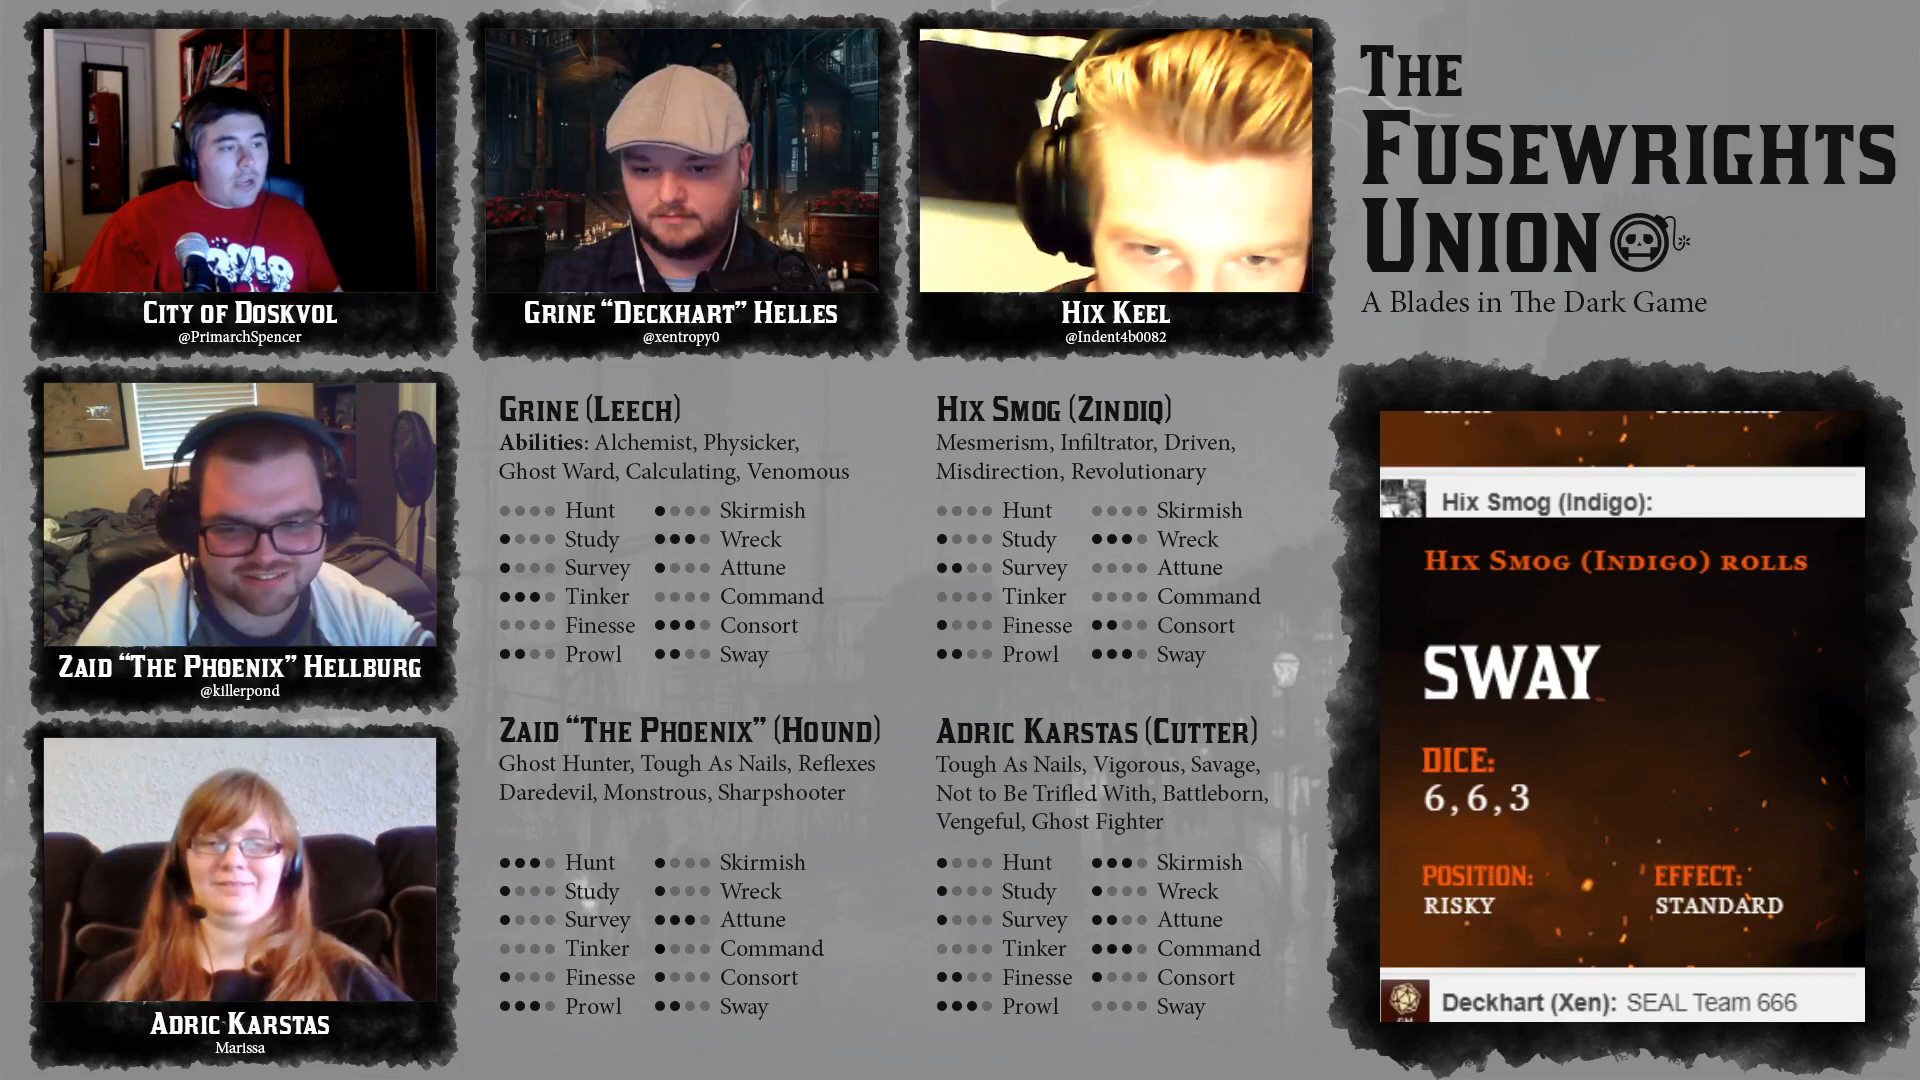 The
Fusewrights
Union
A Blades in The Dark Game
City of Doskvol
@PrimarchSpencer
Grine “Deckhart” Helles
@xentropy0
Hix Keel
@Indent4b0082
Zaid “The Phoenix” Hellburg
@killerpond
Adric Karstas
Marissa
Grine (Leech)
Abilities: Alchemist, Physicker,
Ghost Ward, Calculating, Venomous
Hunt Skirmish
Study Wreck
Survey Attune
Tinker Command
Finesse Consort
Prowl Sway
Hix Smog (Zindiq)
Mesmerism, Infiltrator, Driven,
Misdirection, Revolutionary
Hunt Skirmish
Study Wreck
Survey Attune
Tinker Command
Finesse Consort
Prowl Sway
Zaid “The Phoenix” (Hound)
Ghost Hunter, Tough As Nails, Reflexes
Daredevil, Monstrous, Sharpshooter
Hunt Skirmish
Study Wreck
Survey Attune
Tinker Command
Finesse Consort
Prowl Sway
Adric Karstas (Cutter)
Tough As Nails, Vigorous, Savage,
Not to Be Trifled With, Battleborn,
Vengeful, Ghost Fighter
Hunt Skirmish
Study Wreck
Survey Attune
Tinker Command
Finesse Consort
Prowl Sway
Hix Smog (Indigo):
Hix Smog (Indigo) rolls
SWAY
DICE:
6, 6, 3
POSITION: EFFECT:
RISKY STANDARD
Deckhart (Xen): SEAL Team 666